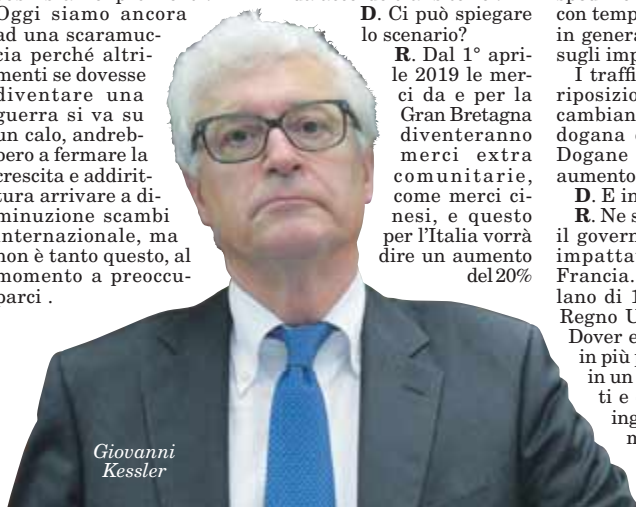 Oggi siamo ancora
ad una scaramuc-
cia perché altri-
menti se dovesse
diventare una
guerra si va su
un calo, andreb-
bero a fermare la
crescita e addirit-
tura arrivare a di-
minuzione scambi
internazionale, ma
non è tanto questo, al
momento a preoccu-
parci .
D. Ci può spiegare
lo scenario?
R. Dal 1° apri-
le 2019 le mer-
ci da e per la
Gran Bretagna
diventeranno
merci extra
comunitarie,
come merci ci-
nesi, e questo
per l'Italia vorrà
dire un aumento
del 20%
con temp
in genera
sugli imp
I traffi
riposizio
cambian
dogana 
Dogane
aumento
D. E in
R. Ne s
il govern
impatta
Francia.
lano di 1
Regno U
Dover e
in più p
in un
ti e
ing
Giovanni
Kessler